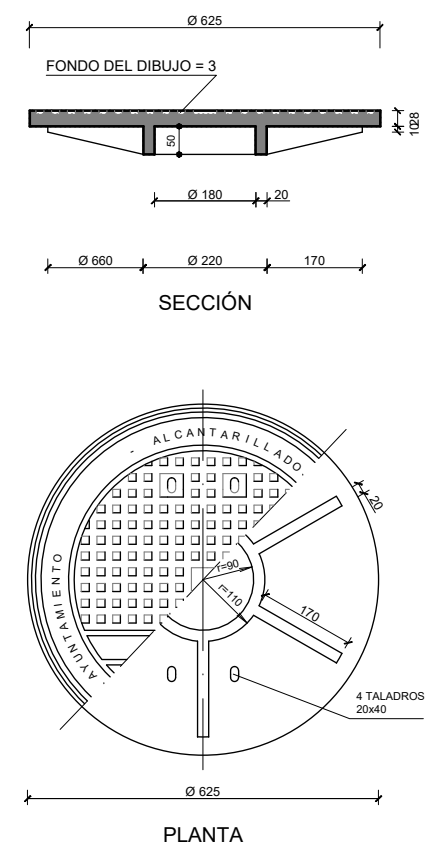 Ø 625
FONDO DEL DIBUJO = 3
50
28
10
Ø 180
20
Ø 660
Ø 220
170
SECCIÓN
- ALCANTARILLADO.
. AYUNTAMIENTO
20
r=90
r=110
170
4 TALADROS
20x40
Ø 625
PLANTA